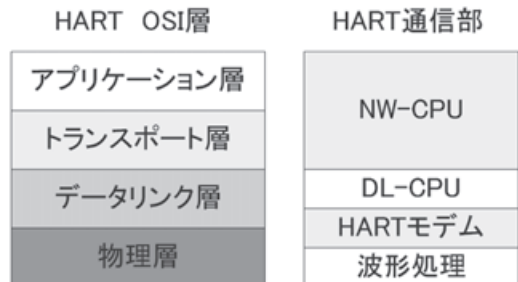 HART OSI層
アプリケーション層
トランスポート層
データリンク層
物理層
HART通信部
NW-CPU
DL-CPU
HARTモデム
波形処理